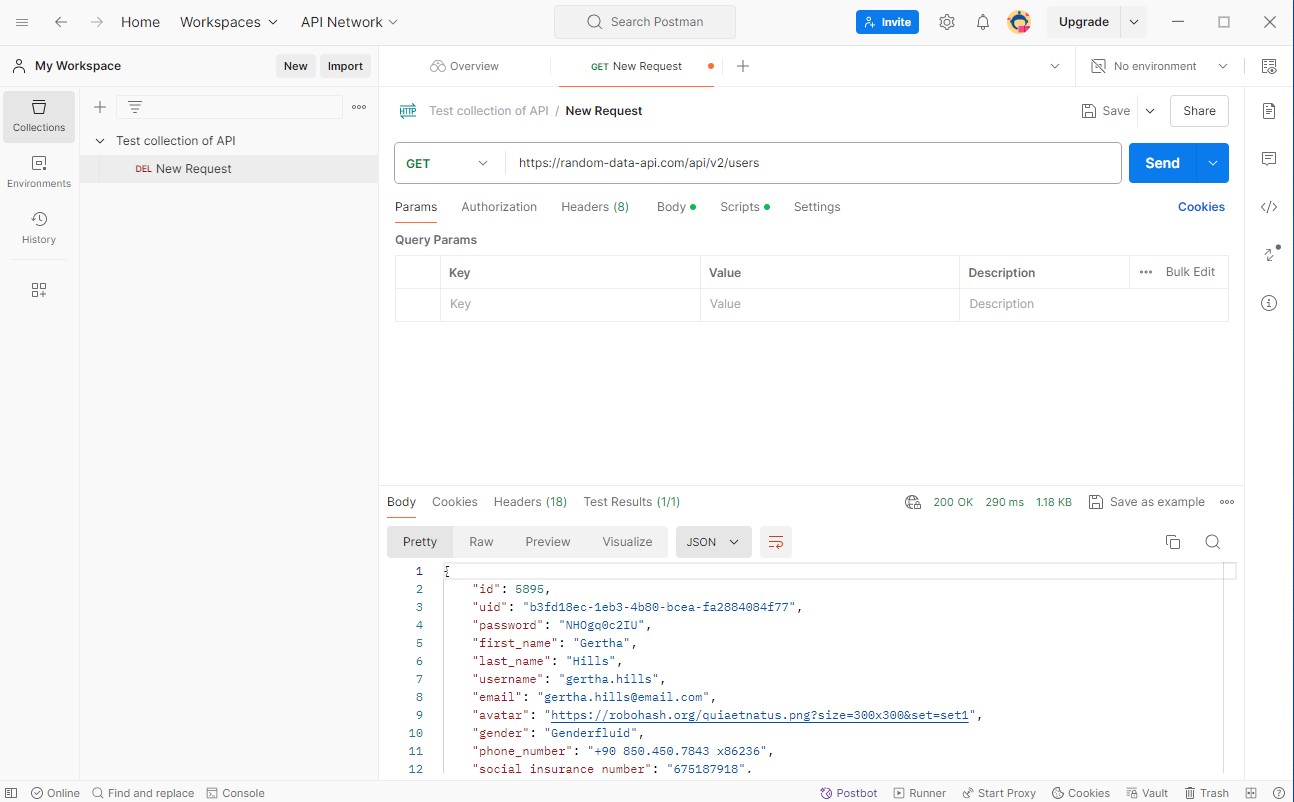 Home Workspaces API Network Search Postman Invite Upgrade
My Workspace New Import Overview GET New Request No environment
Collections
Environments
History
Test collection of API
DEL New Request
HTTP Test collection of API / New Request Save Share
GET https://random-data-api.com/api/v2/users Send
Params Authorization Headers (8) Body Scripts Settings Cookies
Query Params
Key Value Description Bulk Edit
Key Value Description
Body Cookies Headers (18) Test Results (1/1) 200 OK 290 ms 1.18 KB Save as example
Pretty Raw Preview Visualize JSON
1 {
2 "id": 5895,
3 "uid": "b3fd18ec-1eb3-4b80-bcea-fa2884084f77",
4 "password": "NHOgq0c2IU",
5 "first_name": "Gertha",
6 "last_name": "Hills",
7 "username": "gertha.hills",
8 "email": "gertha.hills@email.com",
9 "avatar": "https://robohash.org/quiaetnatus.png?size=300x300&set=set1",
10 "gender": "Genderfluid",
11 "phone_number": "+90 850.450.7843 x86236",
12 "social_insurance_number": "675187918",
Online Find and replace Console Postbot Runner Start Proxy Cookies Vault Trash